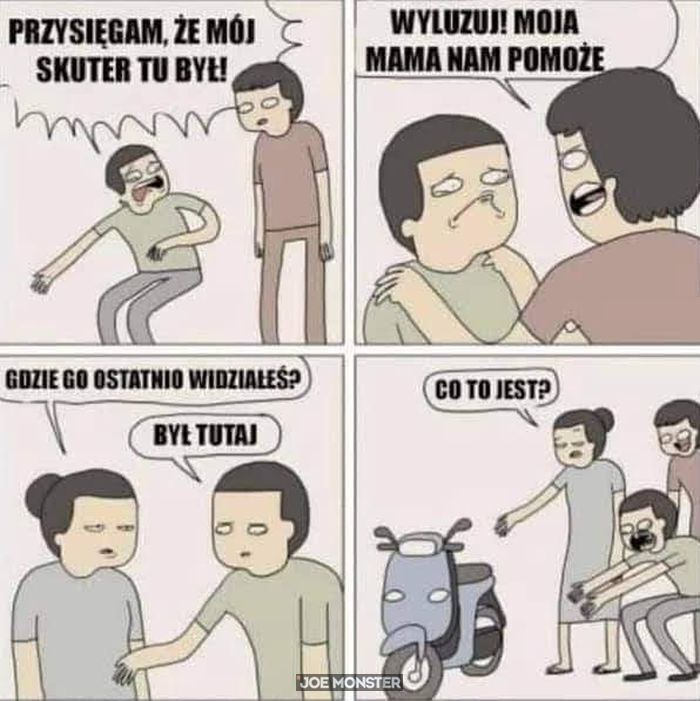 PRZYSIĘGAM, ŻE MÓJ
SKUTER TU BYŁ!
WYLUZUJ! MOJA
MAMA NAM POMOŻE
GDZIE GO OSTATNIO WIDZIAŁEŚ?
BYŁ TUTAJ
CO TO JEST?
JOE MONSTER